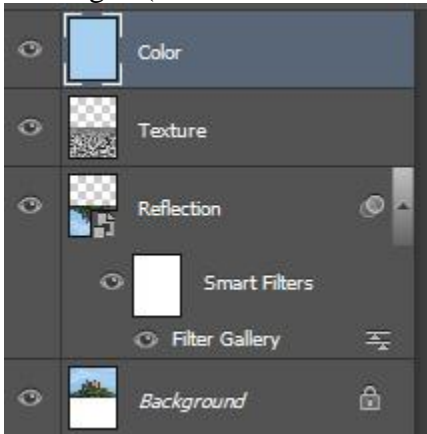 Color
Texture
Reflection
Smart Filters
Filter Gallery
Background